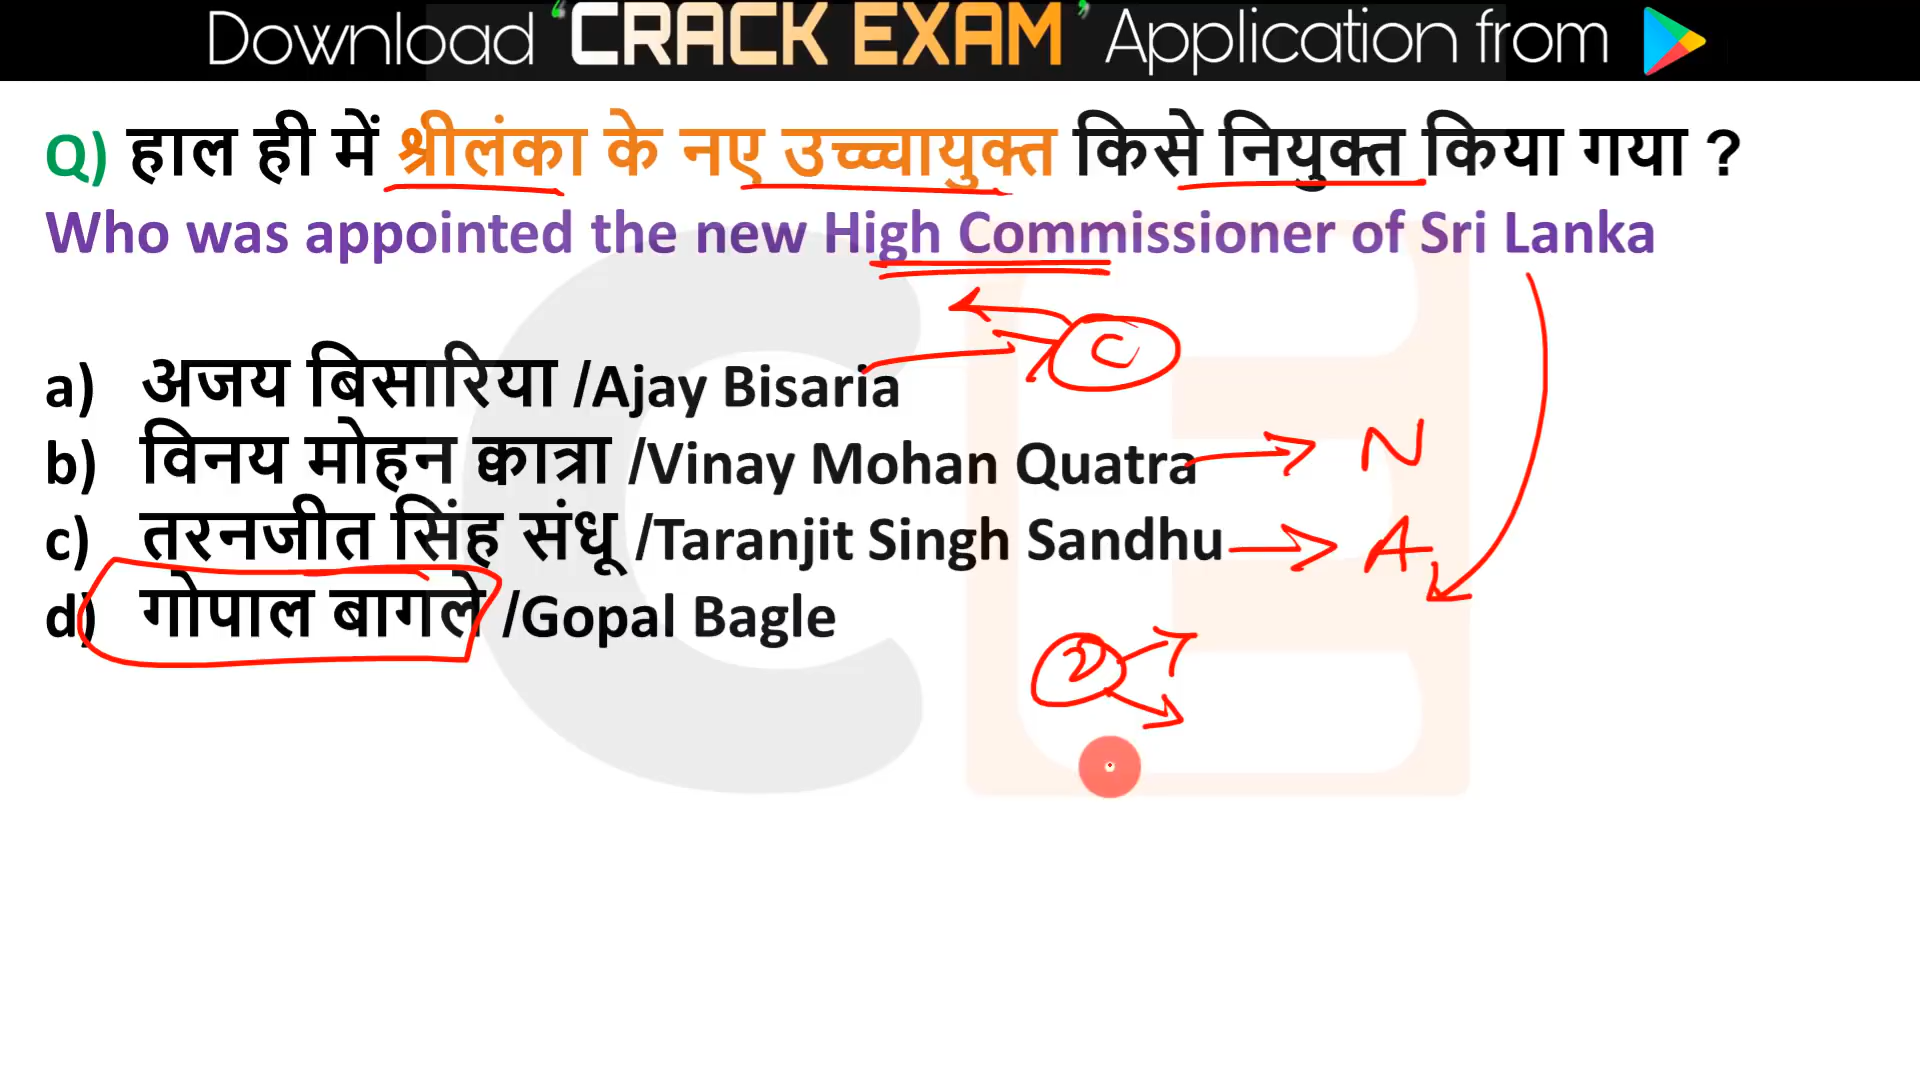 Download ‘CRACK EXAM’ Application from
Q) हाल ही में श्रीलंका के नए उच्च्चायुक्त किसे नियुक्त किया गया ?
Who was appointed the new High Commissioner of Sri Lanka
C
a) अजय बिसारिया /Ajay Bisaria
b) विनय मोहन क्वात्रा /Vinay Mohan Quatra N
c) तरनजीत सिंह संधू /Taranjit Singh Sandhu A
d) गोपाल बागले /Gopal Bagle